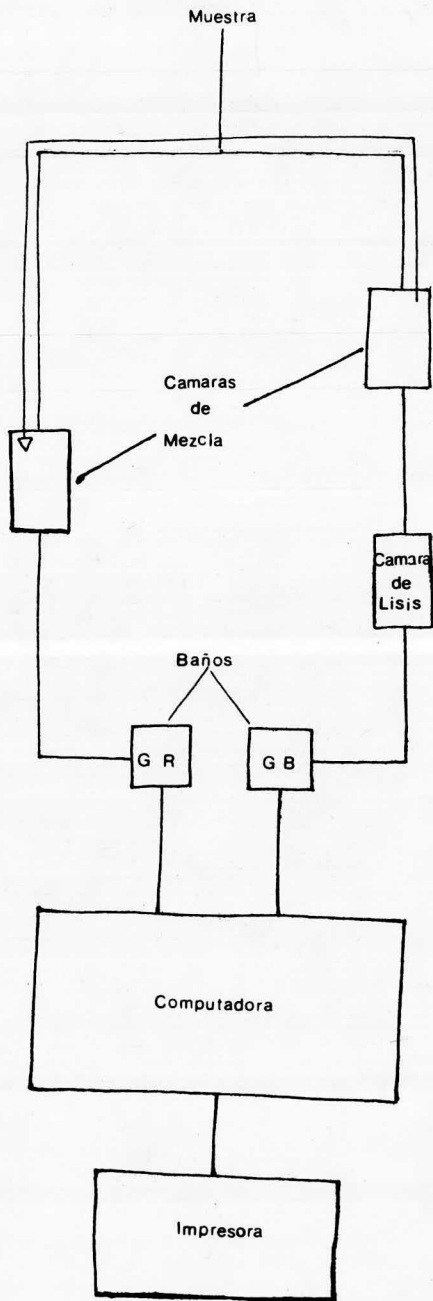 Muestra
Camaras
de
Mezcla
Camara
de
Lisis
Baños
G R
G B
Computadora
Impresora